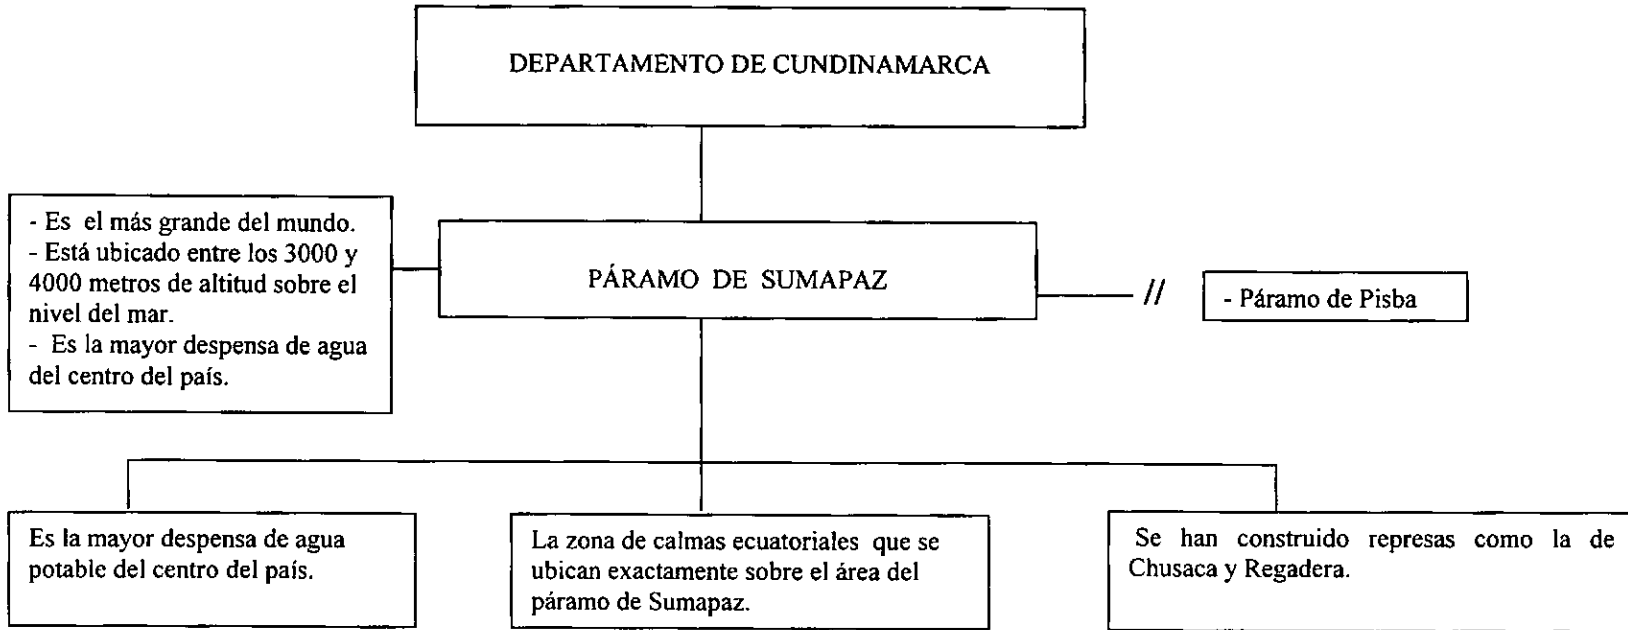 DEPARTAMENTO DE CUNDINAMARCA
- Es el más grande del mundo.
- Está ubicado entre los 3000 y
4000 metros de altitud sobre el
nivel del mar.
- Es la mayor despensa de agua
del centro del país.
PÁRAMO DE SUMAPAZ
//
- Páramo de Pisba
Es la mayor despensa de agua
potable del centro del país.
La zona de calmas ecuatoriales que se
ubican exactamente sobre el área del
páramo de Sumapaz.
Se han construido represas como la de
Chusaca y Regadera.